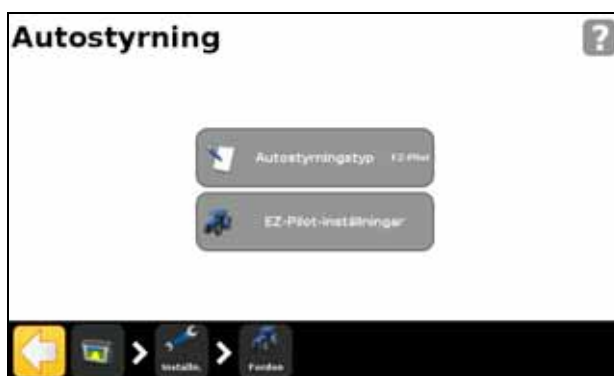 Autostyrning
?
Autostyrningstyp EZ-Pilot
EZ-Pilot-inställningar
Inställn.
Fordon